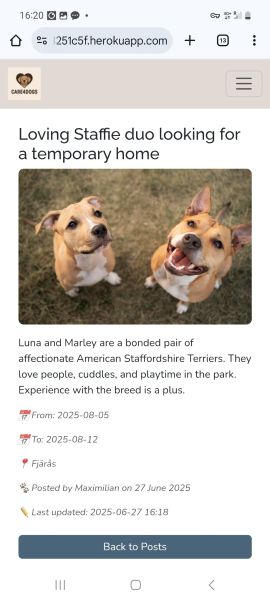 16:20
251c5f.herokuapp.com
13
CARE4DOGS
Loving Staffie duo looking for
a temporary home
Luna and Marley are a bonded pair of
affectionate American Staffordshire Terriers. They
love people, cuddles, and playtime in the park.
Experience with the breed is a plus.
From: 2025-08-05
To: 2025-08-12
Fjärås
Posted by Maximilian on 27 June 2025
Last updated: 2025-06-27 16:18
Back to Posts